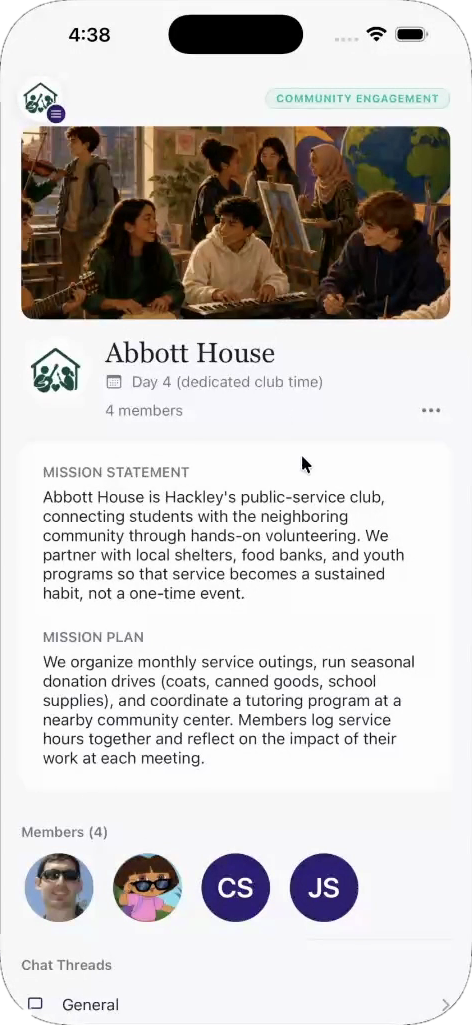 4:38
COMMUNITY ENGAGEMENT
Abbott House
Day 4 (dedicated club time)
4 members
MISSION STATEMENT
Abbott House is Hackley's public-service club,
connecting students with the neighboring
community through hands-on volunteering. We
partner with local shelters, food banks, and youth
programs so that service becomes a sustained
habit, not a one-time event.
MISSION PLAN
We organize monthly service outings, run seasonal
donation drives (coats, canned goods, school
supplies), and coordinate a tutoring program at a
nearby community center. Members log service
hours together and reflect on the impact of their
work at each meeting.
Members (4)
CS
JS
Chat Threads
General